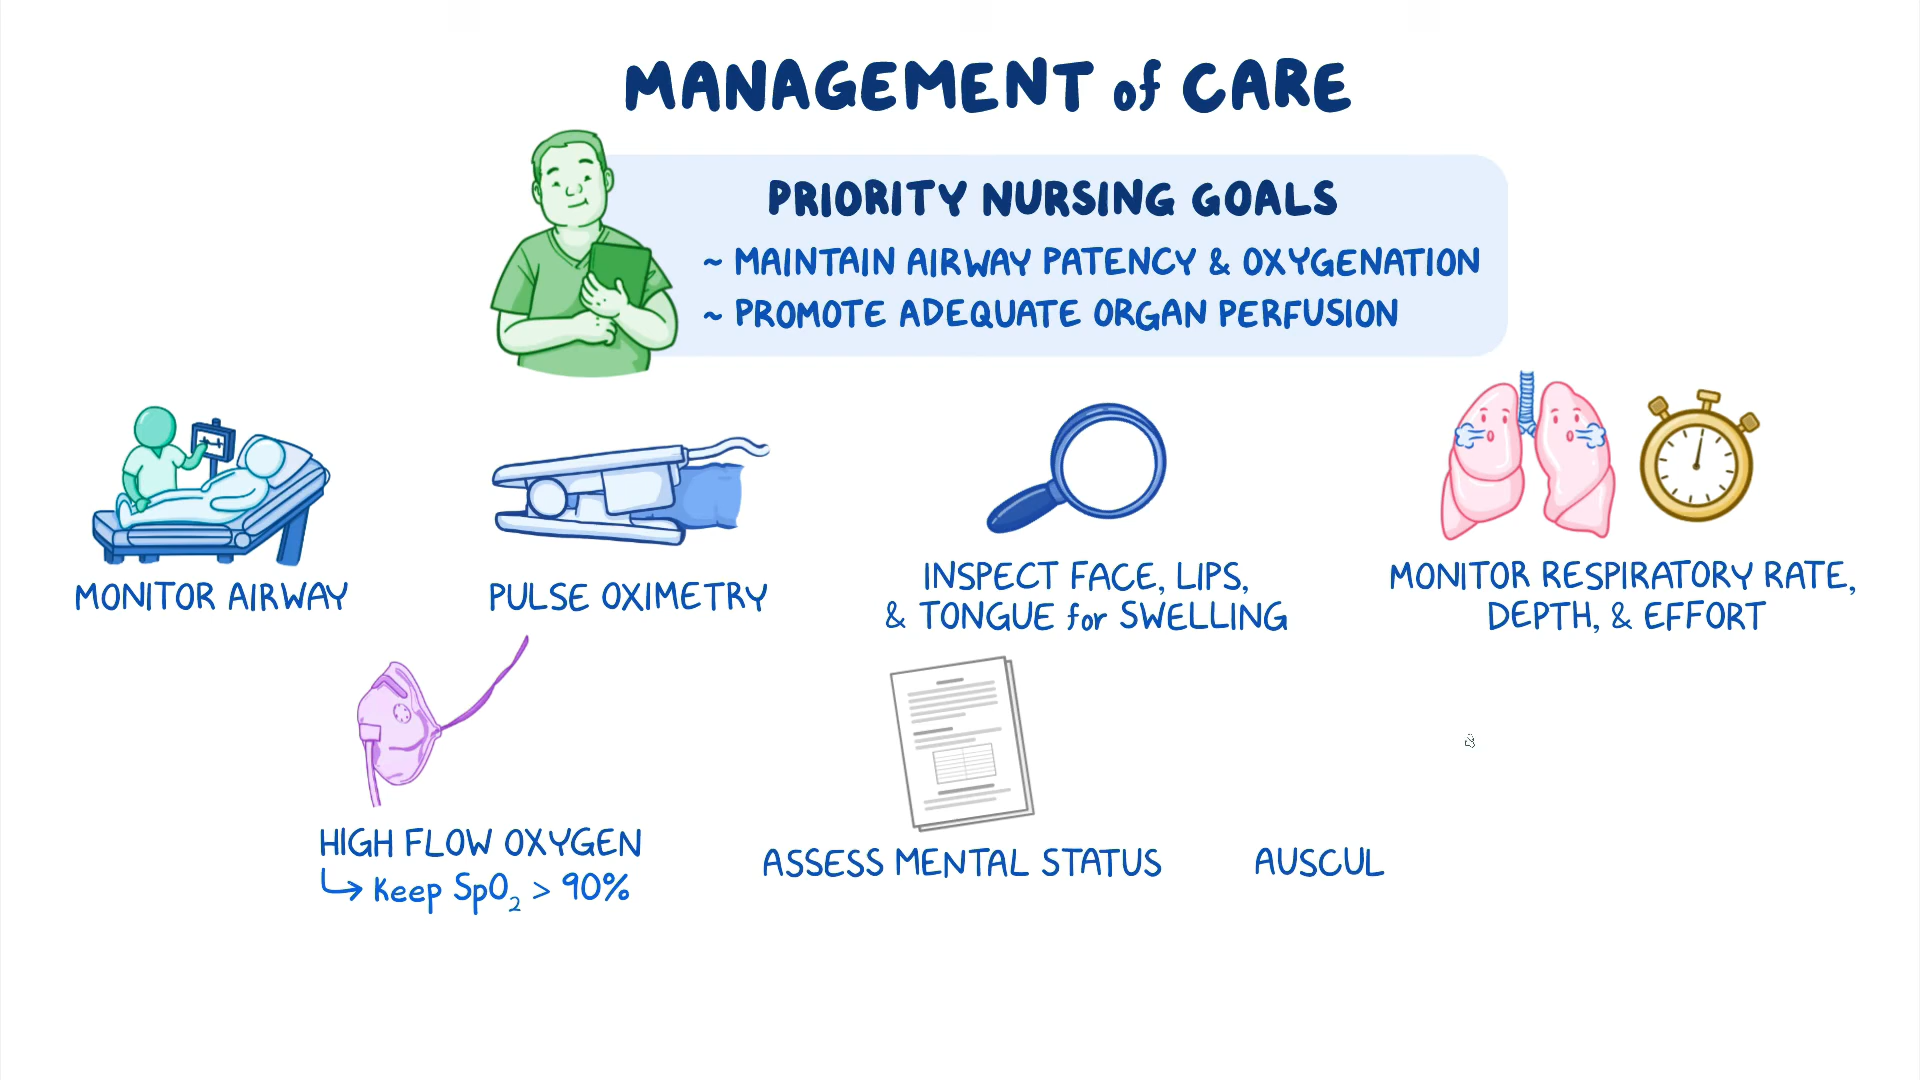 MANAGEMENT of CARE
PRIORITY NURSING GOALS
~ MAINTAIN AIRWAY PATENCY & OXYGENATION
~ PROMOTE ADEQUATE ORGAN PERFUSION
MONITOR AIRWAY
PULSE OXIMETRY
INSPECT FACE, LIPS,
& TONGUE for SWELLING
MONITOR RESPIRATORY RATE,
DEPTH, & EFFORT
HIGH FLOW OXYGEN
↳ Keep SpO₂ > 90%
ASSESS MENTAL STATUS
AUSCUL